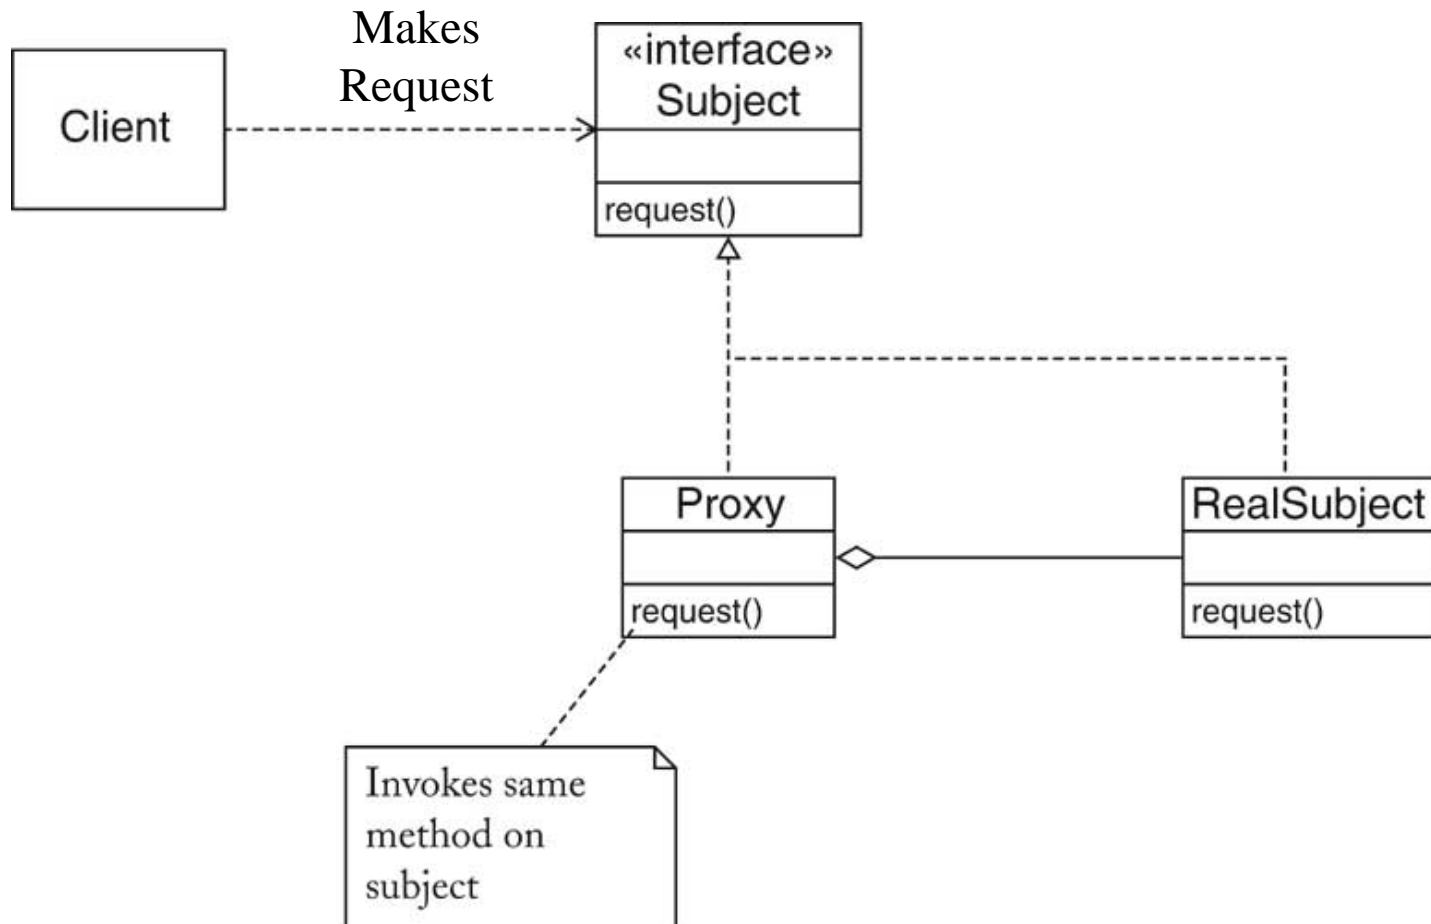 Makes
Request
Client
«interface»
Subject
request()
Proxy
request()
RealSubject
request()
Invokes same
method on
subject